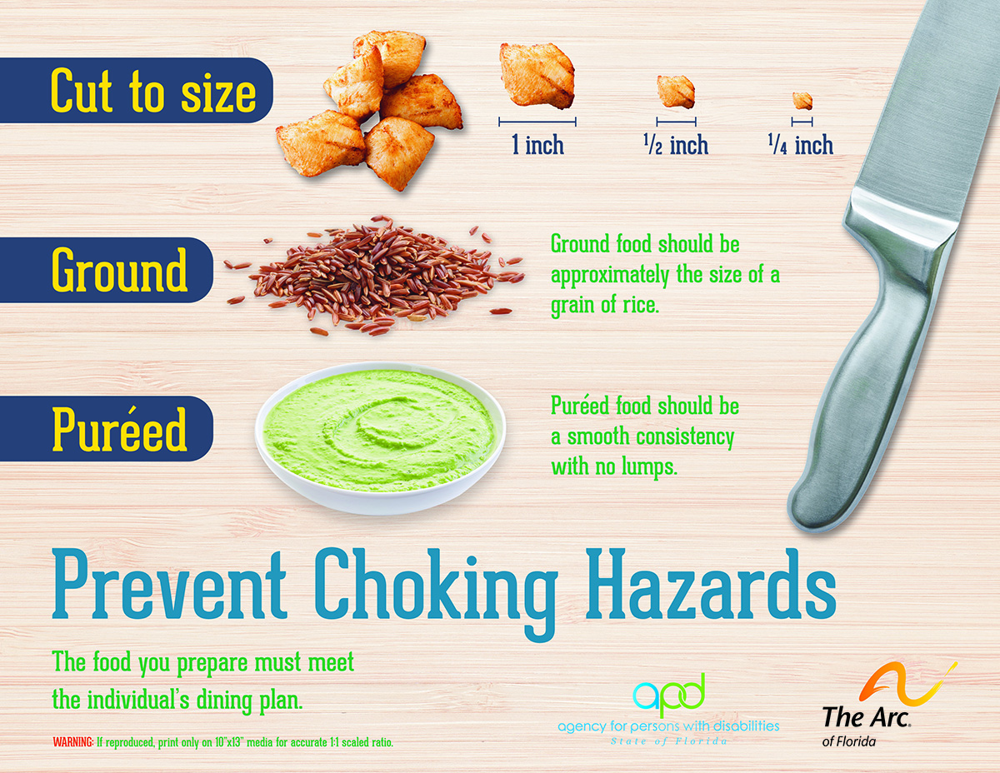 Cut to size
1 inch
1/2 inch
1/4 inch
Ground
Ground food should be
approximately the size of a
grain of rice.
Puréed
Puréed food should be
a smooth consistency
with no lumps.
Prevent Choking Hazards
The food you prepare must meet
the individual's dining plan.
WARNING: If reproduced, print only on 10"x13" media for accurate 1:1 scaled ratio.
apd
agency for persons with disabilities
State of Florida
The Arc®
of Florida